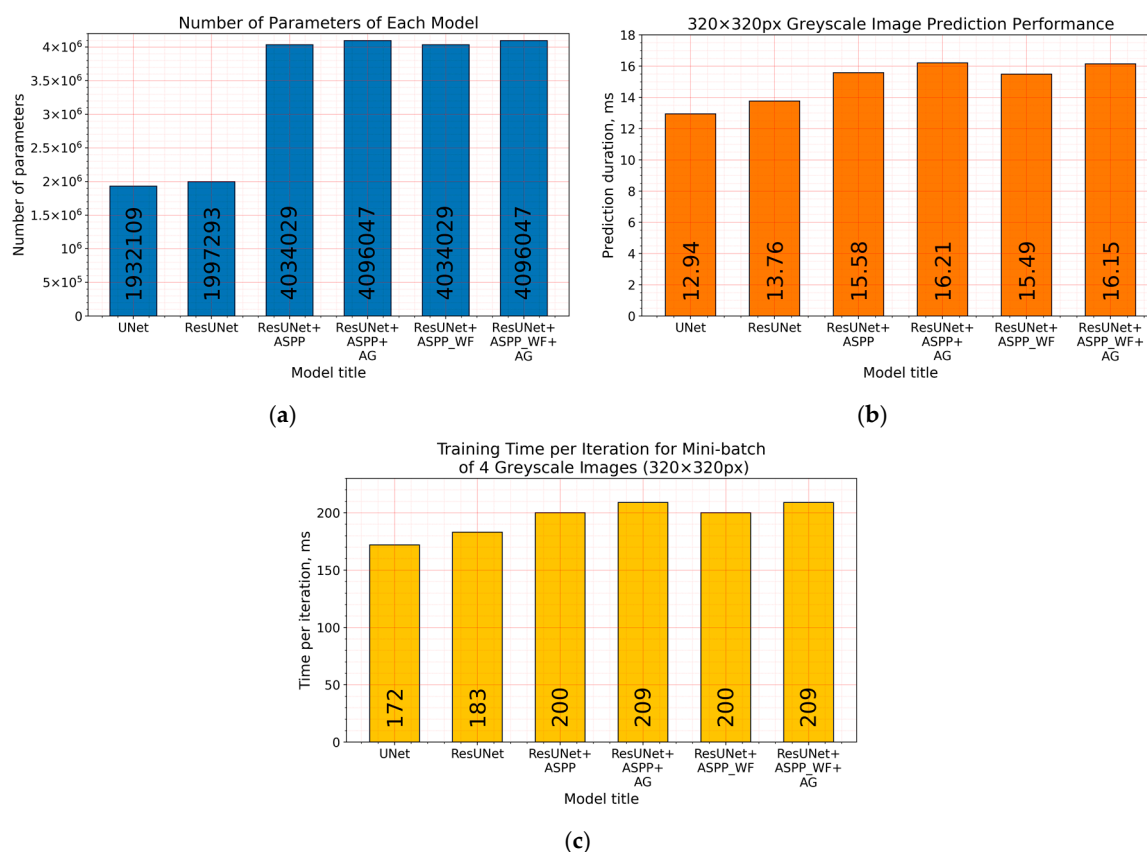 Number of Parameters of Each Model
Number of parameters
4×10⁶
3.5×10⁶
3×10⁶
2.5×10⁶
2×10⁶
1.5×10⁶
10⁶
5×10⁵
0
1932109
1997293
4034029
4096047
4034029
4096047
UNet
ResUNet
ResUNet+
ASPP
ResUNet+
ASPP+
AG
ResUNet+
ASPP_WF
ResUNet+
ASPP_WF+
AG
Model title
(a)
320×320px Greyscale Image Prediction Performance
Prediction duration, ms
18
16
14
12
10
8
6
4
2
0
12.94
13.76
15.58
16.21
15.49
16.15
UNet
ResUNet
ResUNet+
ASPP
ResUNet+
ASPP+
AG
ResUNet+
ASPP_WF
ResUNet+
ASPP_WF+
AG
Model title
(b)
Training Time per Iteration for Mini-batch
of 4 Greyscale Images (320×320px)
Time per iteration, ms
200
150
100
50
0
172
183
200
209
200
209
UNet
ResUNet
ResUNet+
ASPP
ResUNet+
ASPP+
AG
ResUNet+
ASPP_WF
ResUNet+
ASPP_WF+
AG
Model title
(c)